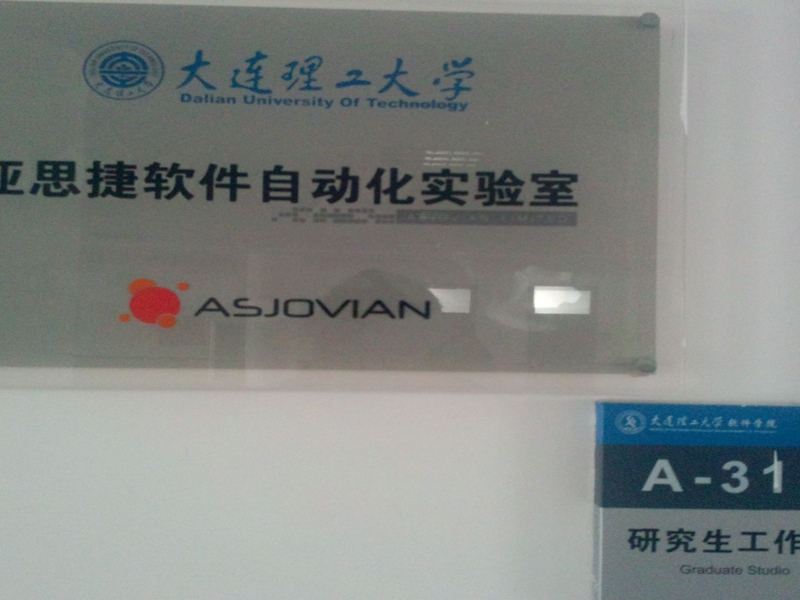 大连理工大学
Dalian University Of Technology
亚思捷软件自动化实验室
ASJOVIAN LIMITED
ASJOVIAN
大连理工大学 软件学院
A-31
研究生工作
Graduate Studio